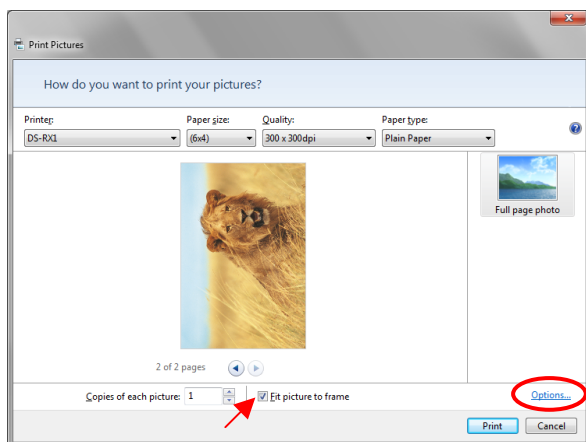 Print Pictures
How do you want to print your pictures?
Printer: Paper size: Quality: Paper type:
DS-RX1 (6x4) 300 x 300dpi Plain Paper
Full page photo
2 of 2 pages
Copies of each picture: 1 Fit picture to frame Options...
Print Cancel